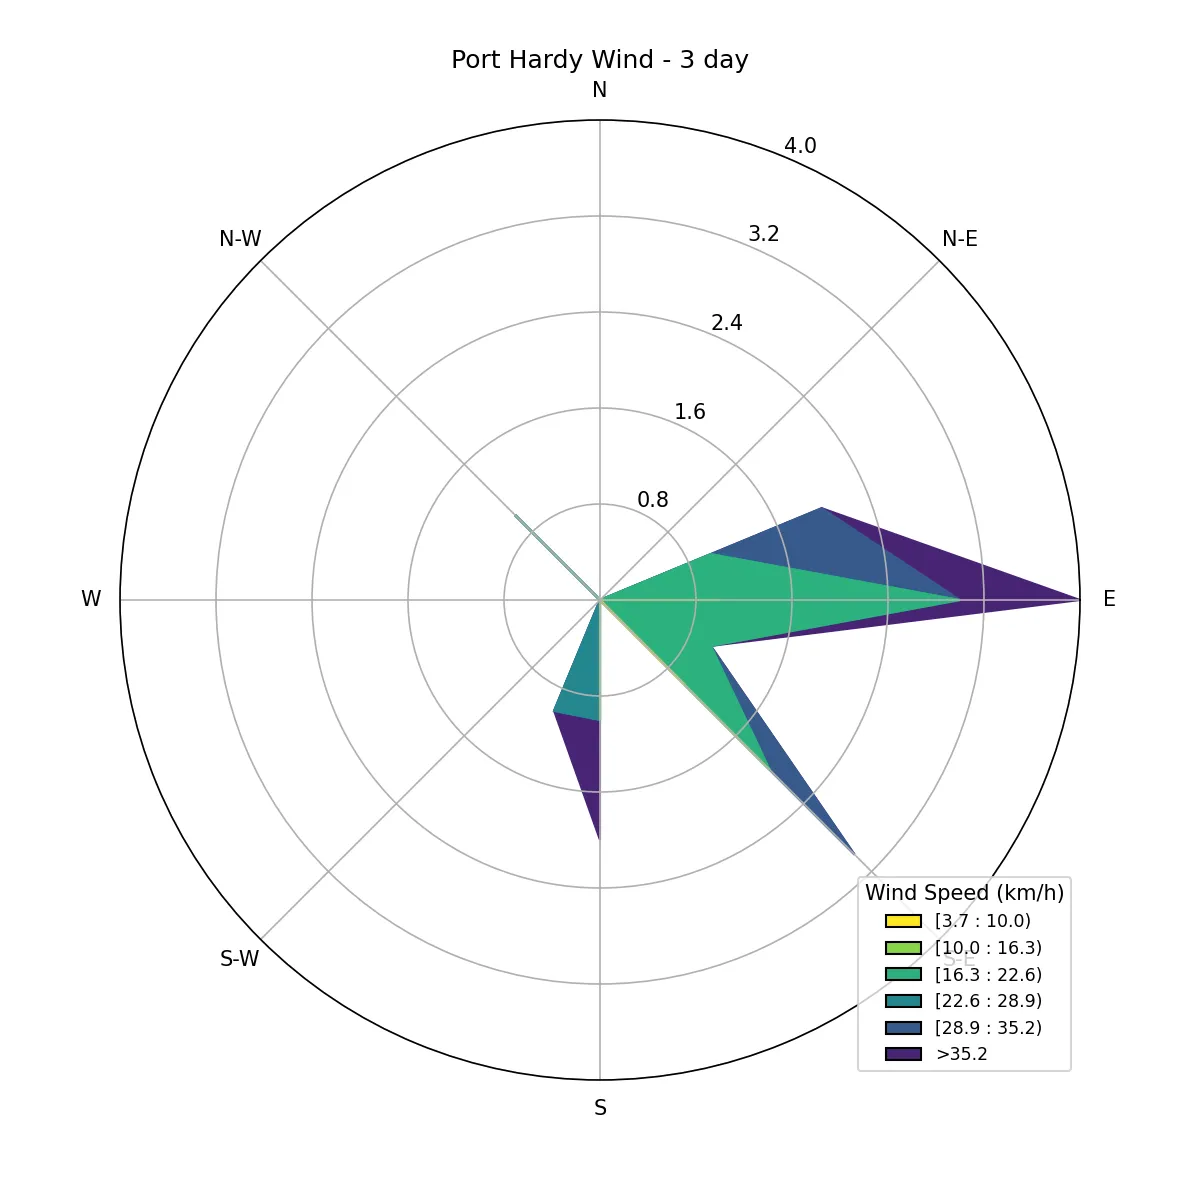 Port Hardy Wind - 3 day
N
4.0
N-W
3.2
N-E
2.4
1.6
0.8
W
E
S-W
S-E
S
Wind Speed (km/h)
[3.7 : 10.0)
[10.0 : 16.3)
[16.3 : 22.6)
[22.6 : 28.9)
[28.9 : 35.2)
>35.2